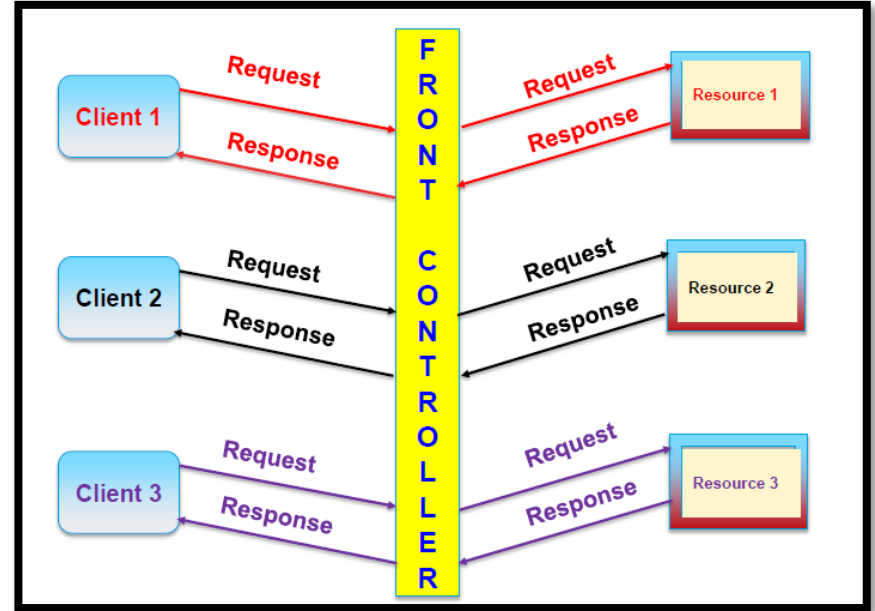 Client 1
Request
Response
Request
Response
Resource 1
Client 2
Request
Response
Request
Response
Resource 2
Client 3
Request
Response
Request
Response
Resource 3
FRONT CONTROLLER